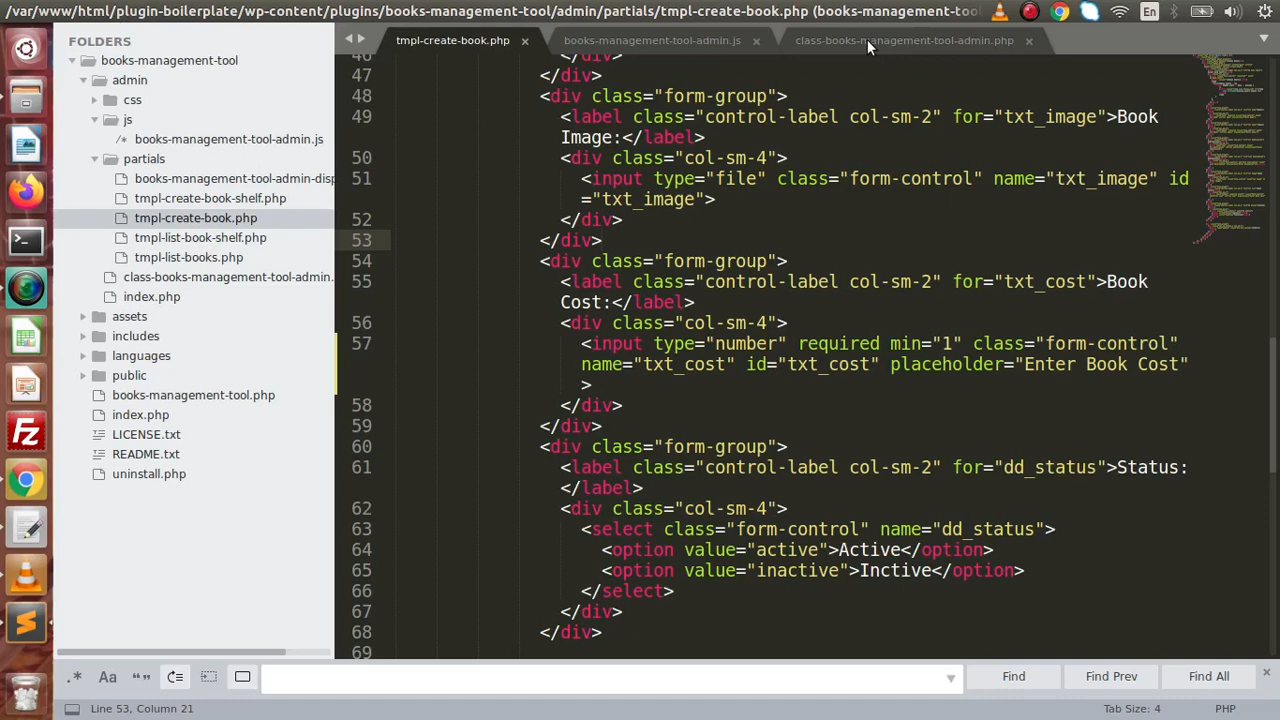 /var/www/html/plugin-boilerplate/wp-content/plugins/books-management-tool/admin/partials/tmpl-create-book.php (books-management-tool
En
FOLDERS
books-management-tool
admin
css
js
/* books-management-tool-admin.js
partials
books-management-tool-admin-disp
tmpl-create-book-shelf.php
tmpl-create-book.php
tmpl-list-book-shelf.php
tmpl-list-books.php
class-books-management-tool-admin.
index.php
assets
includes
languages
public
books-management-tool.php
index.php
LICENSE.txt
README.txt
uninstall.php
tmpl-create-book.php × books-management-tool-admin.js × class-books-management-tool-admin.php ×
46 </div>
47 </div>
48 <div class="form-group">
49 <label class="control-label col-sm-2" for="txt_image">Book
Image:</label>
50 <div class="col-sm-4">
51 <input type="file" class="form-control" name="txt_image" id
="txt_image">
52 </div>
53 </div>
54 <div class="form-group">
55 <label class="control-label col-sm-2" for="txt_cost">Book
Cost:</label>
56 <div class="col-sm-4">
57 <input type="number" required min="1" class="form-control"
name="txt_cost" id="txt_cost" placeholder="Enter Book Cost"
>
58 </div>
59 </div>
60 <div class="form-group">
61 <label class="control-label col-sm-2" for="dd_status">Status:
</label>
62 <div class="col-sm-4">
63 <select class="form-control" name="dd_status">
64 <option value="active">Active</option>
65 <option value="inactive">Inctive</option>
66 </select>
67 </div>
68 </div>
69
.* Aa “” Find Find Prev Find All ×
Line 53, Column 21 Tab Size: 4 PHP